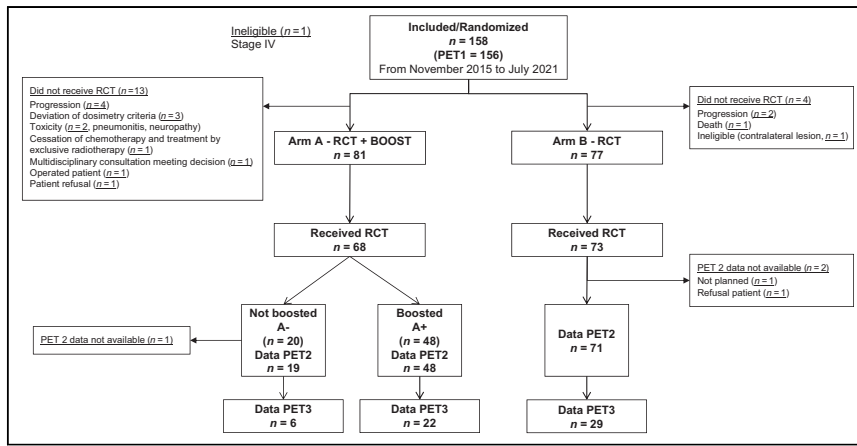 Ineligible (n=1)
Stage IV
Included/Randomized
n = 158
(PET1 = 156)
From November 2015 to July 2021
Did not receive RCT (n=13)
Progression (n=4)
Deviation of dosimetry criteria (n=3)
Toxicity (n=2, pneumonitis, neuropathy)
Cessation of chemotherapy and treatment by
exclusive radiotherapy (n=1)
Multidisciplinary consultation meeting decision (n=1)
Operated patient (n=1)
Patient refusal (n=1)
Did not receive RCT (n=4)
Progression (n=2)
Death (n=1)
Ineligible (contralateral lesion, n=1)
Arm A - RCT + BOOST
n = 81
Arm B - RCT
n = 77
Received RCT
n = 68
Received RCT
n = 73
PET 2 data not available (n=2)
Not planned (n=1)
Refusal patient (n=1)
PET 2 data not available (n=1)
Not boosted
A-
(n = 20)
Data PET2
n = 19
Boosted
A+
(n = 48)
Data PET2
n = 48
Data PET2
n = 71
Data PET3
n = 6
Data PET3
n = 22
Data PET3
n = 29